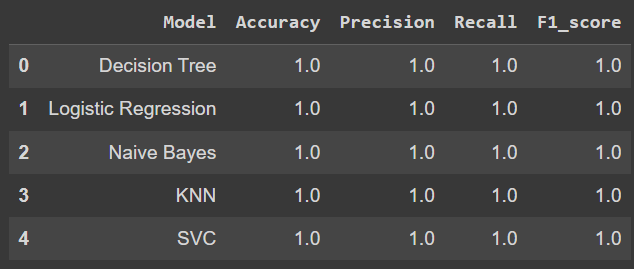 Model Accuracy Precision Recall F1_score
0 Decision Tree 1.0 1.0 1.0 1.0
1 Logistic Regression 1.0 1.0 1.0 1.0
2 Naive Bayes 1.0 1.0 1.0 1.0
3 KNN 1.0 1.0 1.0 1.0
4 SVC 1.0 1.0 1.0 1.0